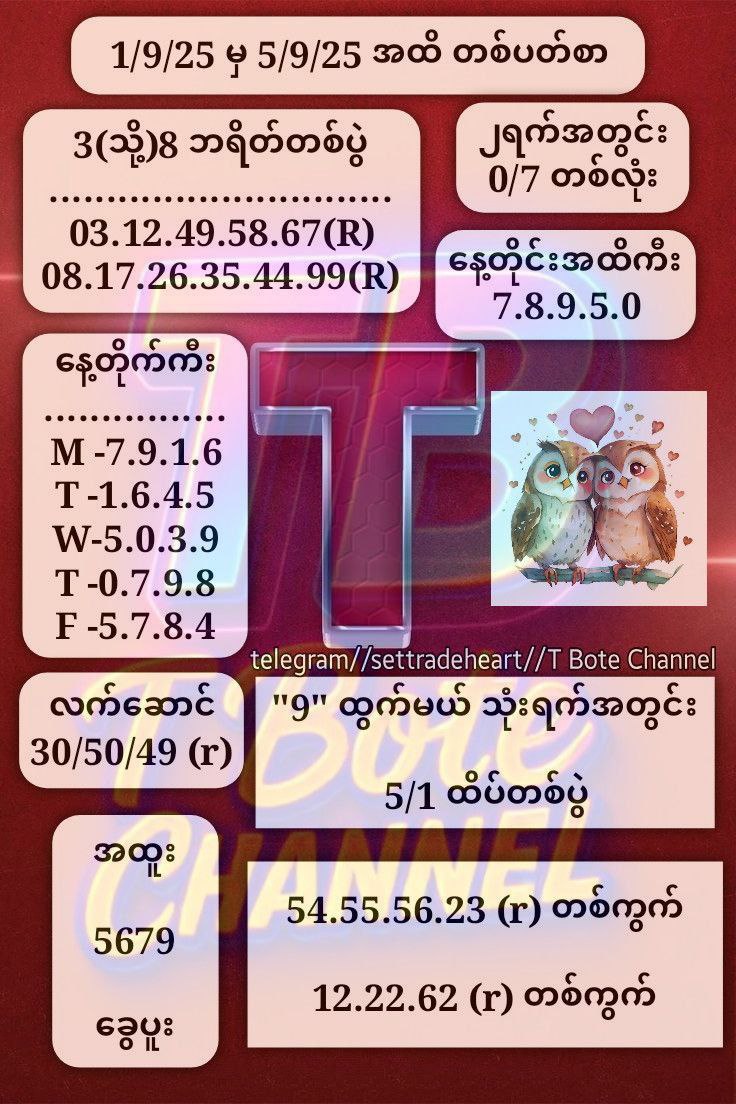 1/9/25 မှ 5/9/25 အထိ တစ်ပတ်စာ
3(သို့)8 ဘရိတ်တစ်ပွဲ
................................
03.12.49.58.67(R)
08.17.26.35.44.99(R)
၂ရက်အတွင်း
0/7 တစ်လုံး
နေ့တိုင်းအထိကီး
7.8.9.5.0
နေ့တိုက်ကီး
.................
M -7.9.1.6
T -1.6.4.5
W-5.0.3.9
T -0.7.9.8
F -5.7.8.4
telegram//settradeheart//T Bote Channel
လက်ဆောင်
30/50/49 (r)
"9" ထွက်မယ် သုံးရက်အတွင်း
5/1 ထိပ်တစ်ပွဲ
အထူး
5679
ခွေပူး
54.55.56.23 (r) တစ်ကွက်
12.22.62 (r) တစ်ကွက်
T Bote
CHANNEL
TB
T